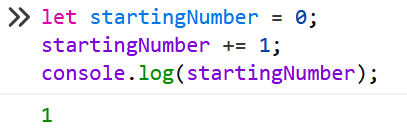 let startingNumber = 0;
startingNumber += 1;
console.log(startingNumber);
1